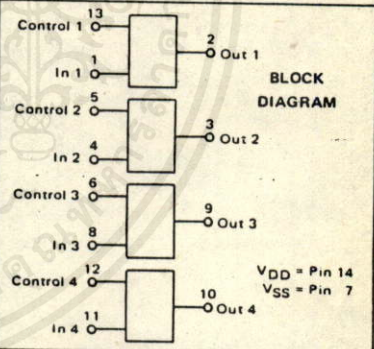 13
Control 1
2
Out 1
1
In 1
BLOCK
DIAGRAM
5
Control 2
3
Out 2
4
In 2
6
Control 3
9
Out 3
8
In 3
12
Control 4
VDD = Pin 14
VSS = Pin 7
10
Out 4
11
In 4